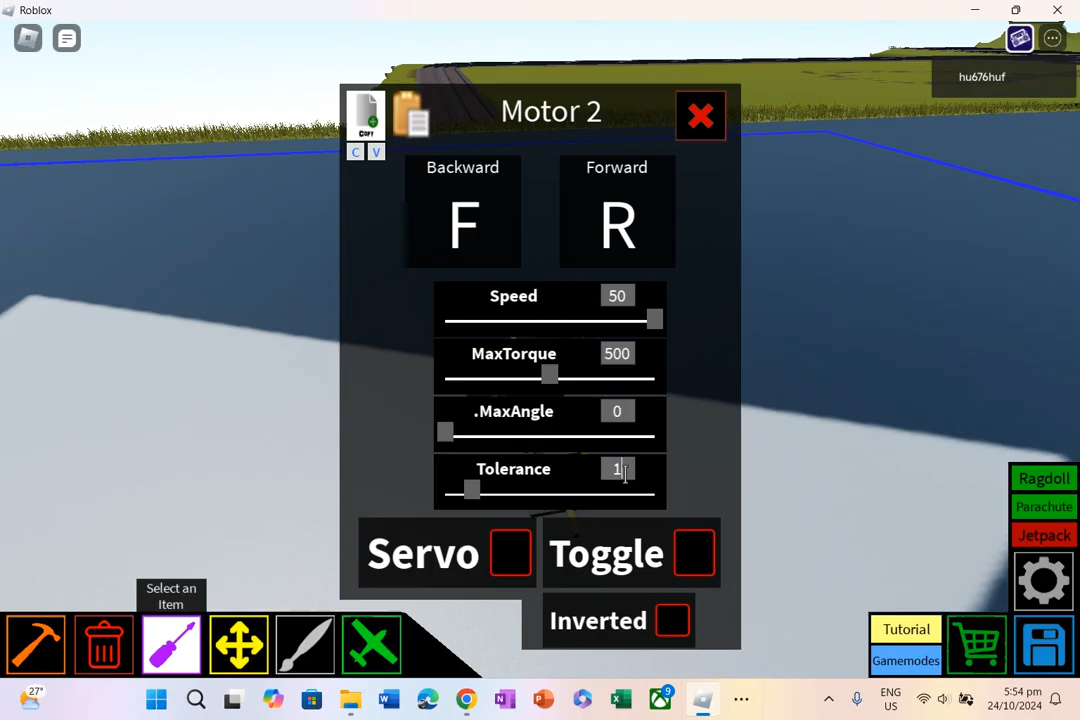 Roblox
hu676huf
Motor 2
COPY
C V
Backward Forward
F R
Speed 50
MaxTorque 500
.MaxAngle 0
Tolerance 1
Servo Toggle
Inverted
Ragdoll
Parachute
Jetpack
Select an
Item
Tutorial
Gamemodes
27°
9
ENG
US
5:54 pm
24/10/2024